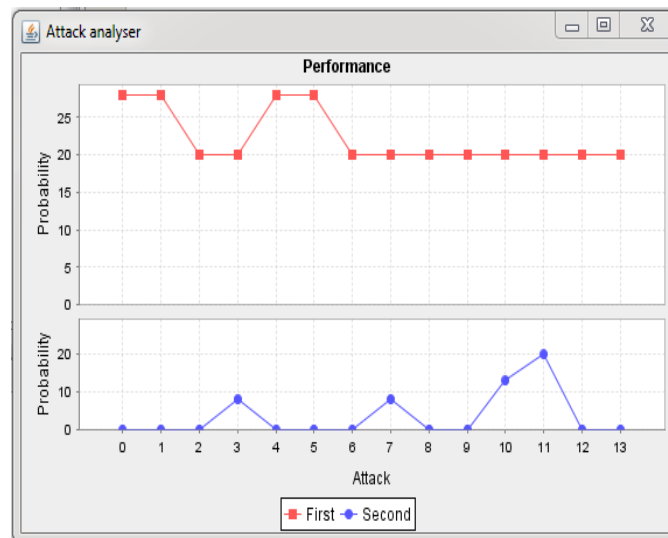 Attack analyser
Performance
Probability
25
20
15
10
5
0
Probability
20
10
0
0 1 2 3 4 5 6 7 8 9 10 11 12 13
Attack
First Second